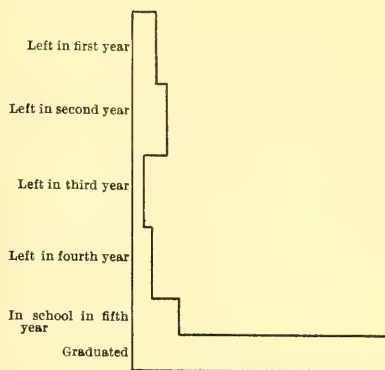 Left in first year
Left in second year
Left in third year
Left in fourth year
In school in fifth
year
Graduated